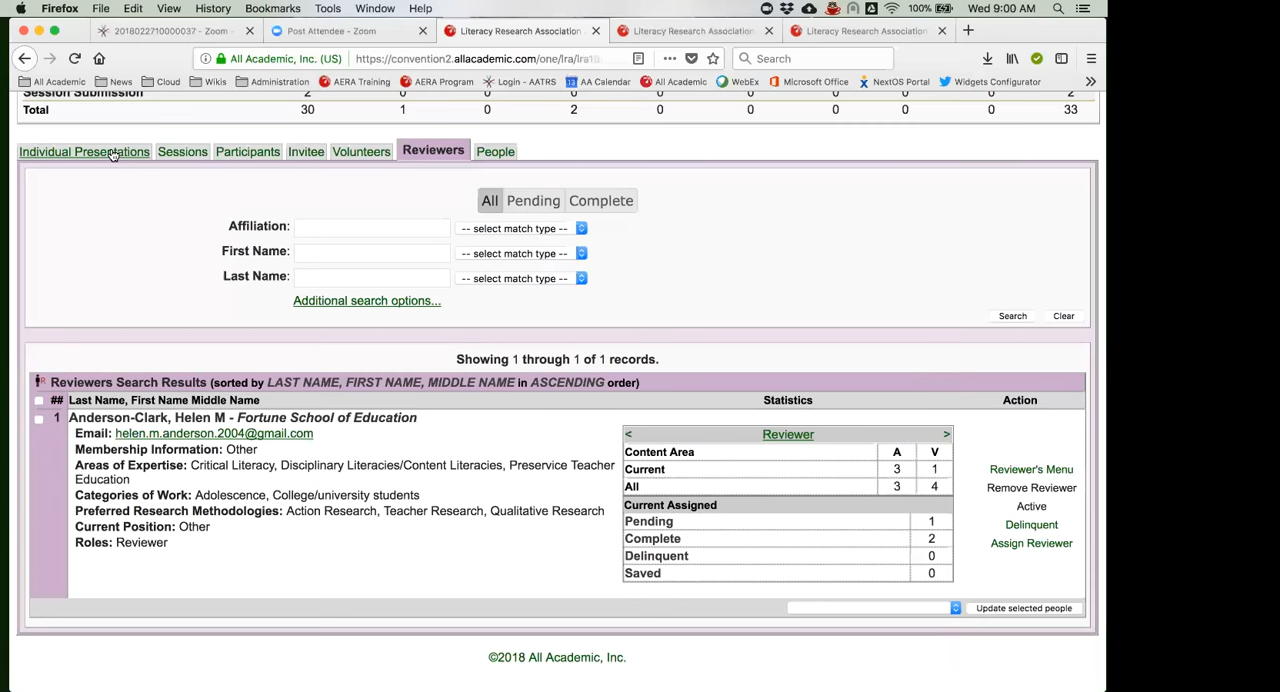 Firefox File Edit View History Bookmarks Tools Window Help 100% Wed 9:00 AM
2018022710000037 - Zoom - Post Attendee - Zoom Literacy Research Association Literacy Research Association Literacy Research Association
All Academic, Inc. (US) https://convention2.allacademic.com/one/lra/lra1 Search
All Academic News Cloud Wikis Administration AERA Training AERA Program Login - AATRS AA Calendar All Academic WebEx Microsoft Office NextOS Portal Widgets Configurator
Session Submission 2 0 0 0 0 0 0 0 2
Total 30 1 0 2 0 0 0 0 33
Individual Presentations Sessions Participants Invitee Volunteers Reviewers People
All Pending Complete
Affiliation: -- select match type --
First Name: -- select match type --
Last Name: -- select match type --
Additional search options...
Search Clear
Showing 1 through 1 of 1 records.
R Reviewers Search Results (sorted by LAST NAME, FIRST NAME, MIDDLE NAME in ASCENDING order)
## Last Name, First Name Middle Name Statistics Action
1 Anderson-Clark, Helen M - Fortune School of Education
Email: helen.m.anderson.2004@gmail.com
Membership Information: Other
Areas of Expertise: Critical Literacy, Disciplinary Literacies/Content Literacies, Preservice Teacher
Education
Categories of Work: Adolescence, College/university students
Preferred Research Methodologies: Action Research, Teacher Research, Qualitative Research
Current Position: Other
Roles: Reviewer
< Reviewer >
Content Area A V
Current 3 1
All 3 4
Current Assigned
Pending 1
Complete 2
Delinquent 0
Saved 0
Reviewer's Menu
Remove Reviewer
Active
Delinquent
Assign Reviewer
Update selected people
©2018 All Academic, Inc.